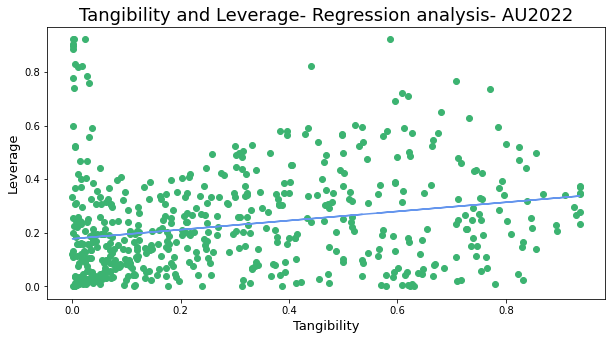 Tangibility and Leverage- Regression analysis- AU2022
Leverage
0.8
0.6
0.4
0.2
0.0
0.0 0.2 0.4 0.6 0.8
Tangibility